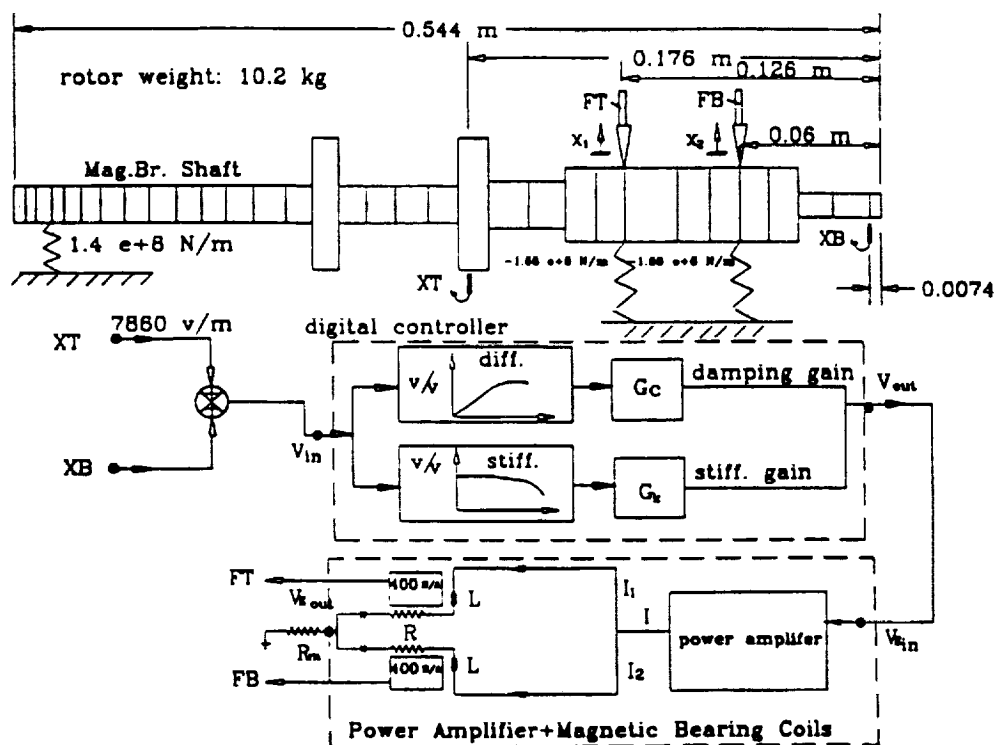 0.544 m
0.176 m
rotor weight: 10.2 kg
0.126 m
FT
FB
x₁
x₂
0.06 m
Mag.Br. Shaft
1.4 e+8 N/m
XT
XB
0.0074
7860 v/m
digital controller
XT
diff.
v/v
Gc
damping gain
Vout
Vin
XB
v/v
stiff.
Gk
stiff. gain
FT
400
L
I₁
R
Rm
I
power amplifer
FB
400
L
I₂
Power Amplifier+Magnetic Bearing Coils